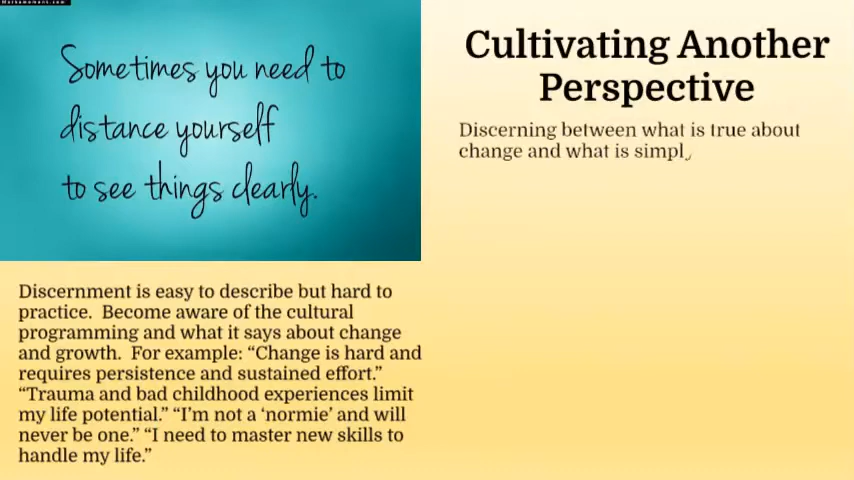 Sometimes you need to
distance yourself
to see things clearly.
Cultivating Another
Perspective
Discerning between what is true about
change and what is simpl
Discernment is easy to describe but hard to
practice.  Become aware of the cultural
programming and what it says about change
and growth.  For example: “Change is hard and
requires persistence and sustained effort.”
“Trauma and bad childhood experiences limit
my life potential.” “I’m not a ‘normie’ and will
never be one.” “I need to master new skills to
handle my life.”